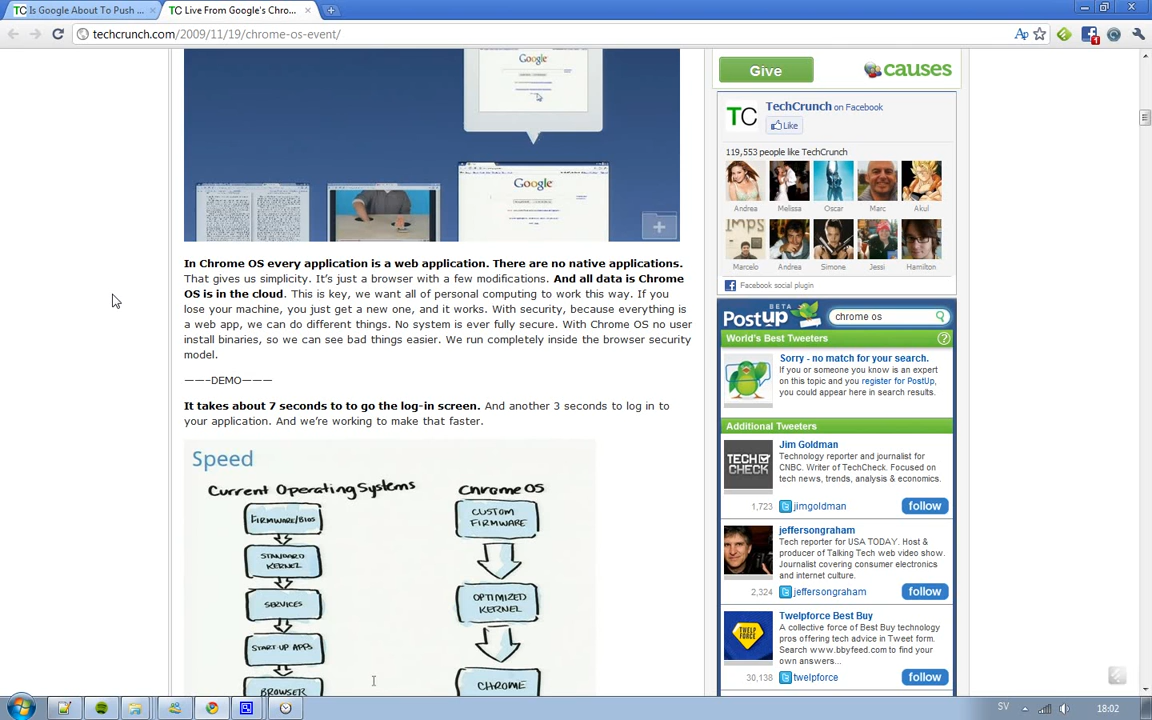 TC Is Google About To Push ...
TC Live From Google's Chro...
techcrunch.com/2009/11/19/chrome-os-event/
1
Google
Google
In Chrome OS every application is a web application. There are no native applications.
That gives us simplicity. It's just a browser with a few modifications. And all data is Chrome
OS is in the cloud. This is key, we want all of personal computing to work this way. If you
lose your machine, you just get a new one, and it works. With security, because everything is
a web app, we can do different things. No system is ever fully secure. With Chrome OS no user
install binaries, so we can see bad things easier. We run completely inside the browser security
model.
——–DEMO———
It takes about 7 seconds to to go the log-in screen. And another 3 seconds to log in to
your application. And we're working to make that faster.
Speed
Current Operating Systems
Chrome OS
FIRMWARE/BIOS
STANDARD
KERNEL
SERVICES
START UP APPS
BROWSER
CUSTOM
FIRMWARE
OPTIMIZED
KERNEL
CHROME
Give
causes
TC
TechCrunch on Facebook
Like
119,553 people like TechCrunch
Andrea Melissa Oscar Marc Akul
IMPS
Marcelo Andrea Simone Jessi Hamilton
Facebook social plugin
BETA
PostUp
chrome os
World's Best Tweeters
Sorry - no match for your search.
If you or someone you know is an expert
on this topic and you register for PostUp,
you could appear here in search results.
Additional Tweeters
TECH
CHECK
Jim Goldman
Technology reporter and journalist for
CNBC. Writer of TechCheck. Focused on
tech news, trends, analysis & economics.
1,723 jimgoldman follow
jeffersongraham
Tech reporter for USA TODAY. Host &
producer of Talking Tech web video show.
Journalist covering consumer electronics
and internet culture.
2,324 jeffersongraham follow
TWELP
FORCE
Twelpforce Best Buy
A collective force of Best Buy technology
pros offering tech advice in Tweet form.
Search www.bbyfeed.com to find your
own answers...
30,138 twelpforce follow
SV
18:02